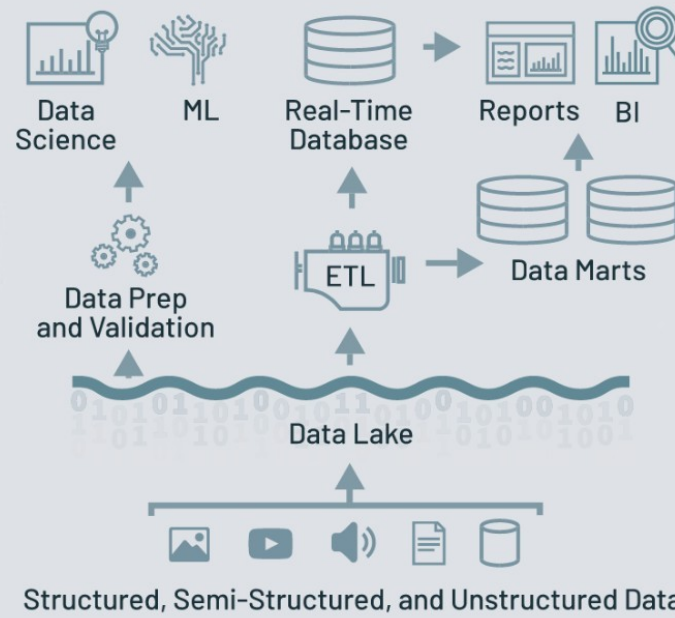 Data
Science
ML
Real-Time
Database
Reports
BI
Data Prep
and Validation
ETL
Data Marts
Data Lake
Structured, Semi-Structured, and Unstructured Data